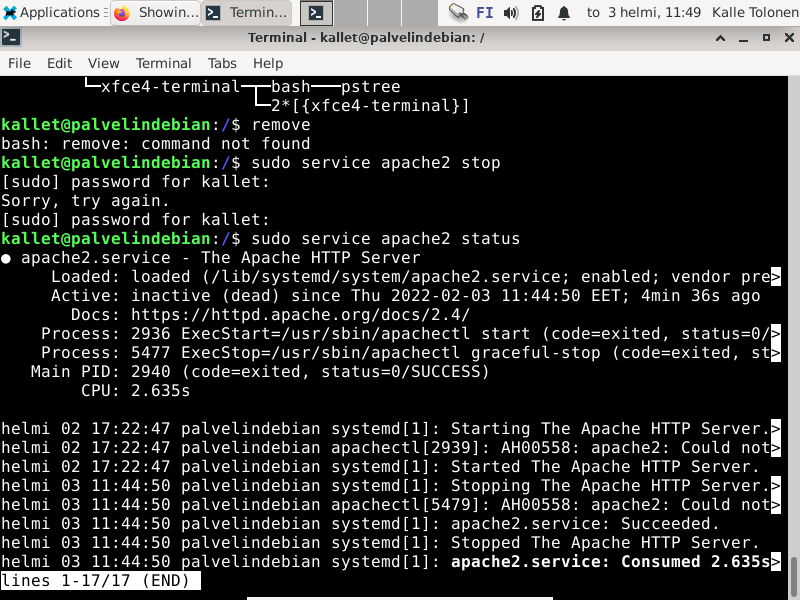 Applications Showin... Termin... FI to 3 helmi, 11:49 Kalle Tolonen
Terminal - kallet@palvelindebian: /
File Edit View Terminal Tabs Help
└─xfce4-terminal─┬─bash───pstree
└─2*[{xfce4-terminal}]
kallet@palvelindebian:/$ remove
bash: remove: command not found
kallet@palvelindebian:/$ sudo service apache2 stop
[sudo] password for kallet:
Sorry, try again.
[sudo] password for kallet:
kallet@palvelindebian:/$ sudo service apache2 status
● apache2.service - The Apache HTTP Server
Loaded: loaded (/lib/systemd/system/apache2.service; enabled; vendor pre>
Active: inactive (dead) since Thu 2022-02-03 11:44:50 EET; 4min 36s ago
Docs: https://httpd.apache.org/docs/2.4/
Process: 2936 ExecStart=/usr/sbin/apachectl start (code=exited, status=0/>
Process: 5477 ExecStop=/usr/sbin/apachectl graceful-stop (code=exited, st>
Main PID: 2940 (code=exited, status=0/SUCCESS)
CPU: 2.635s
helmi 02 17:22:47 palvelindebian systemd[1]: Starting The Apache HTTP Server.>
helmi 02 17:22:47 palvelindebian apachectl[2939]: AH00558: apache2: Could not>
helmi 02 17:22:47 palvelindebian systemd[1]: Started The Apache HTTP Server.
helmi 03 11:44:50 palvelindebian systemd[1]: Stopping The Apache HTTP Server.>
helmi 03 11:44:50 palvelindebian apachectl[5479]: AH00558: apache2: Could not>
helmi 03 11:44:50 palvelindebian systemd[1]: apache2.service: Succeeded.
helmi 03 11:44:50 palvelindebian systemd[1]: Stopped The Apache HTTP Server.
helmi 03 11:44:50 palvelindebian systemd[1]: apache2.service: Consumed 2.635s>
lines 1-17/17 (END)